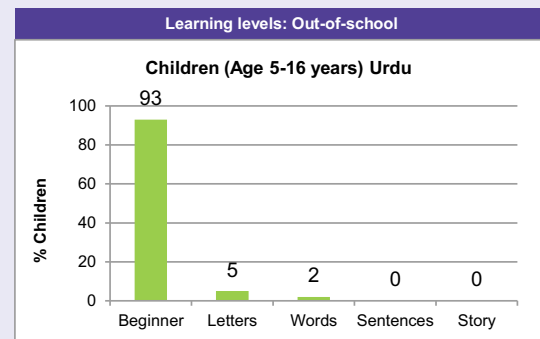 Learning levels: Out-of-school
Children (Age 5-16 years) Urdu
% Children
100
80
60
40
20
0
93
5
2
0
0
Beginner Letters Words Sentences Story